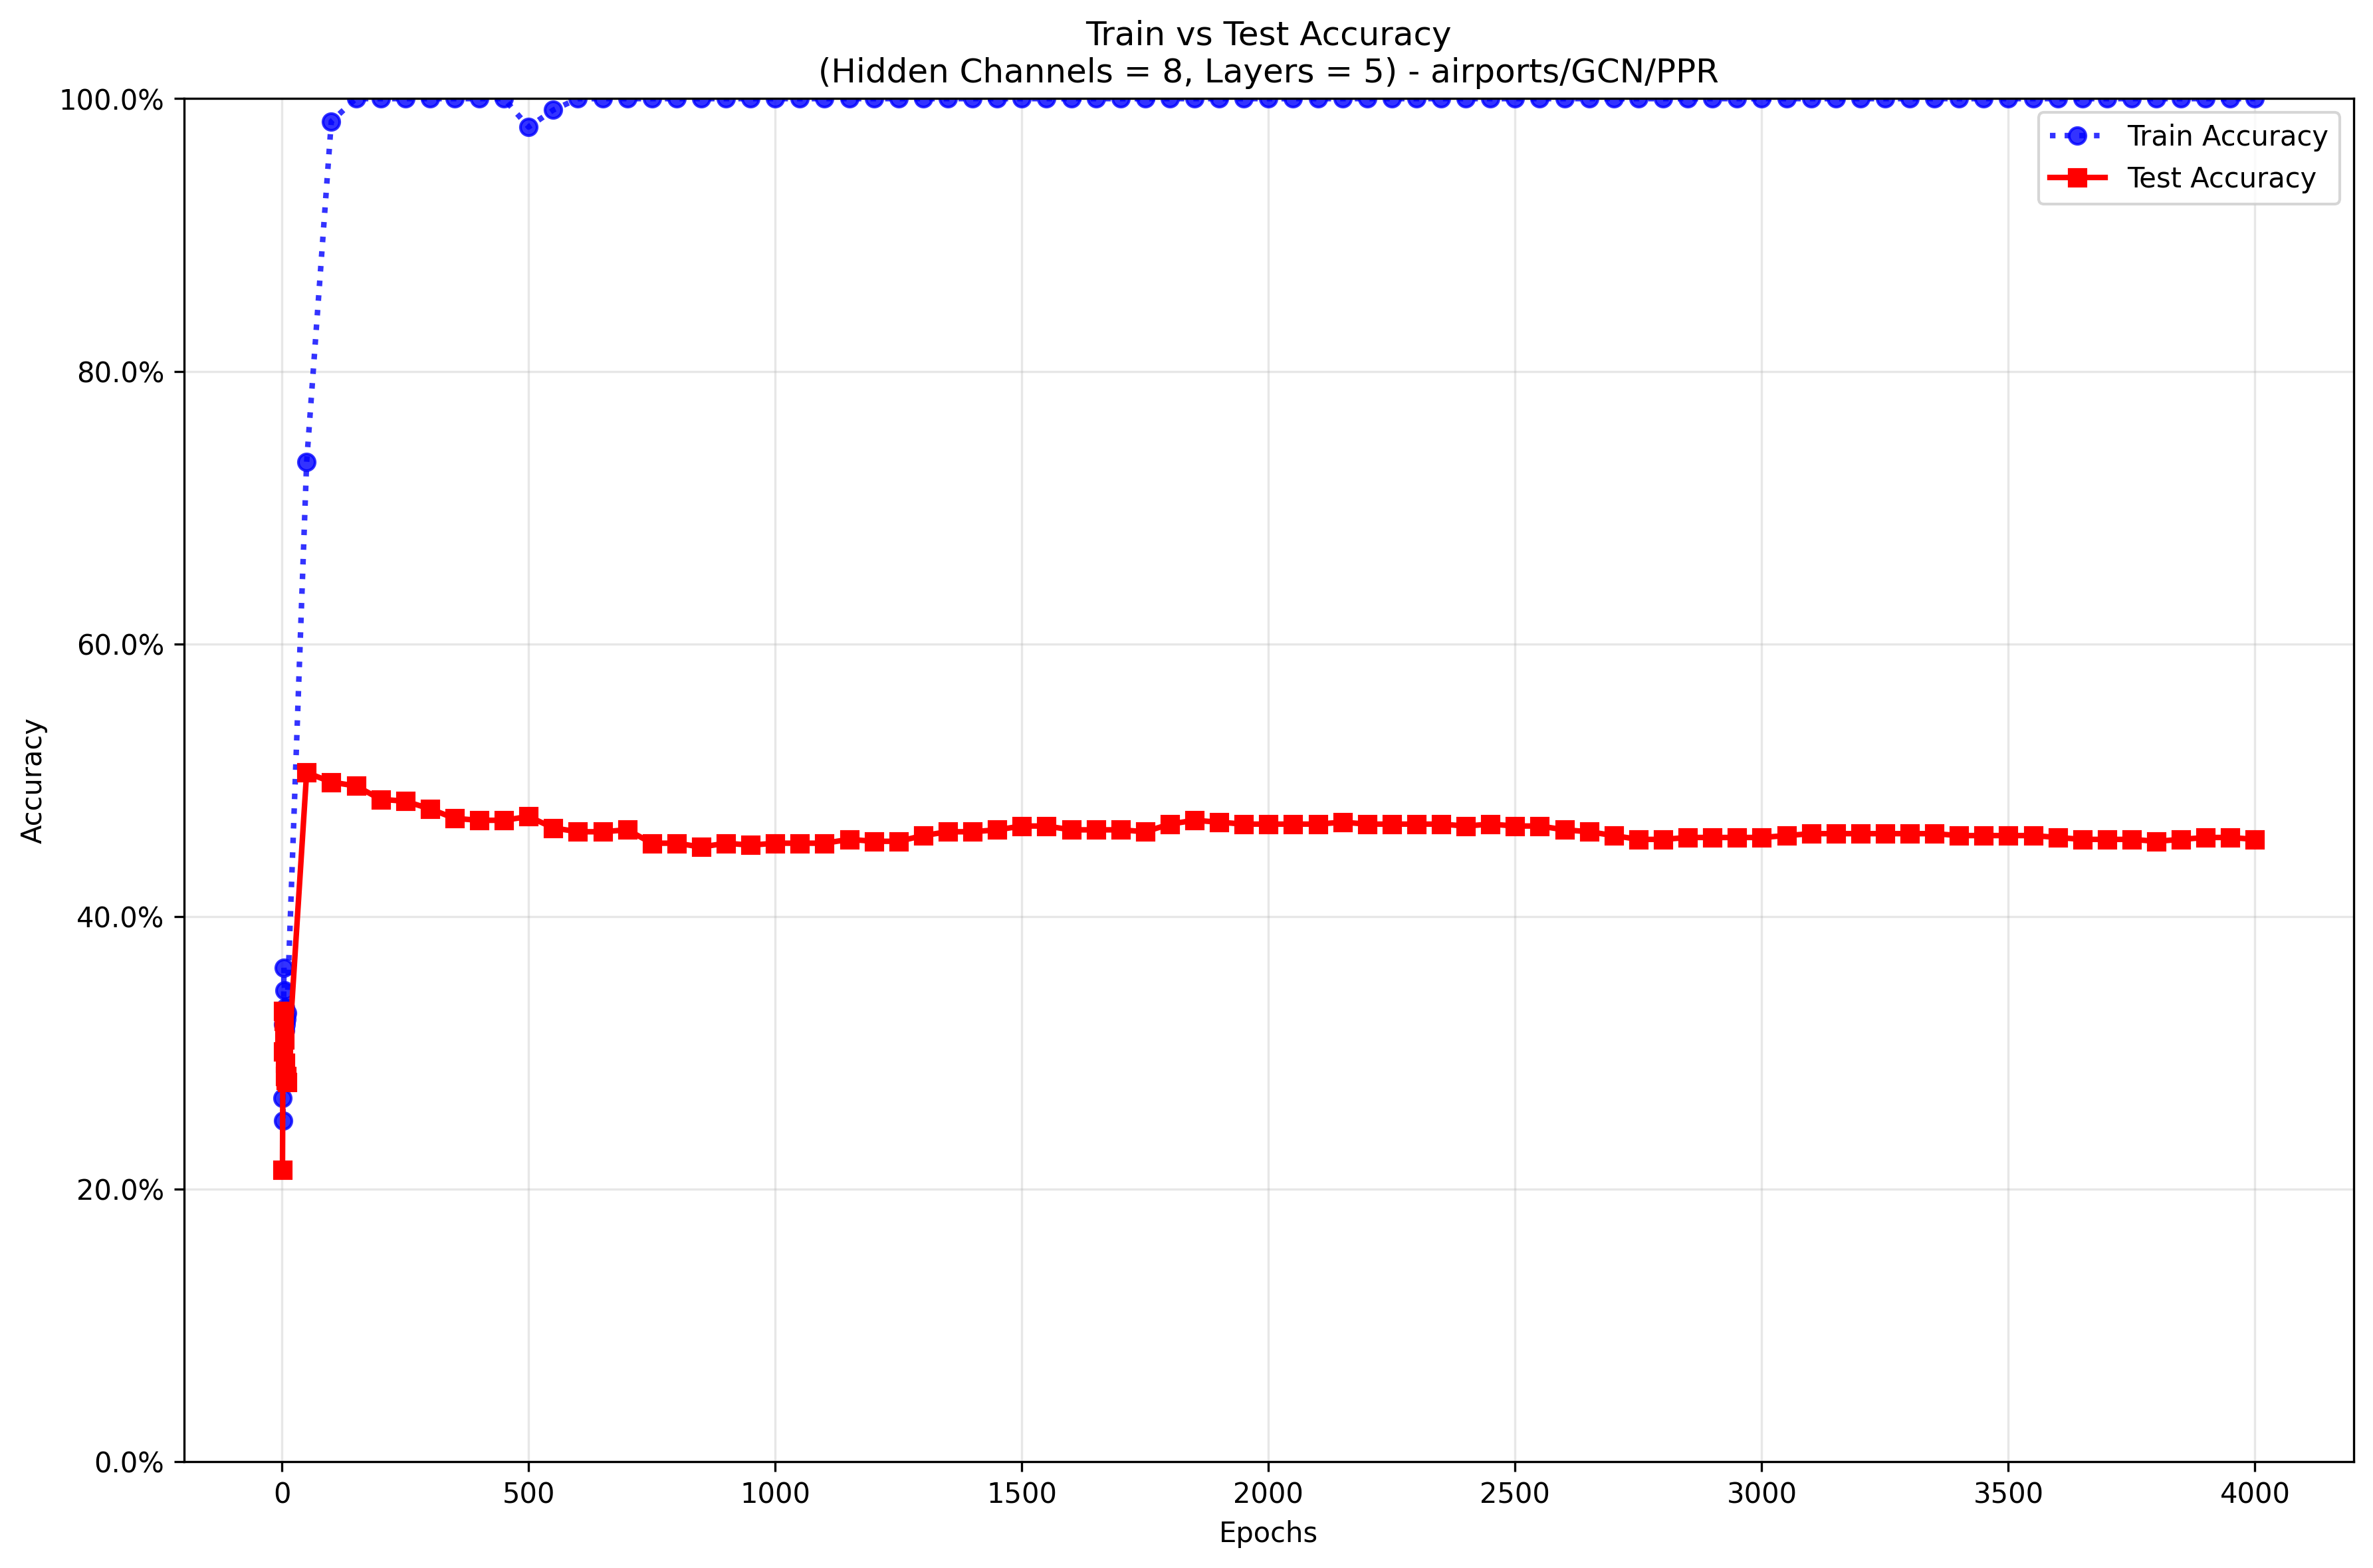 Train vs Test Accuracy
(Hidden Channels = 8, Layers = 5) - airports/GCN/PPR
100.0%
80.0%
60.0%
40.0%
20.0%
0.0%
Accuracy
Train Accuracy
Test Accuracy
0 500 1000 1500 2000 2500 3000 3500 4000
Epochs